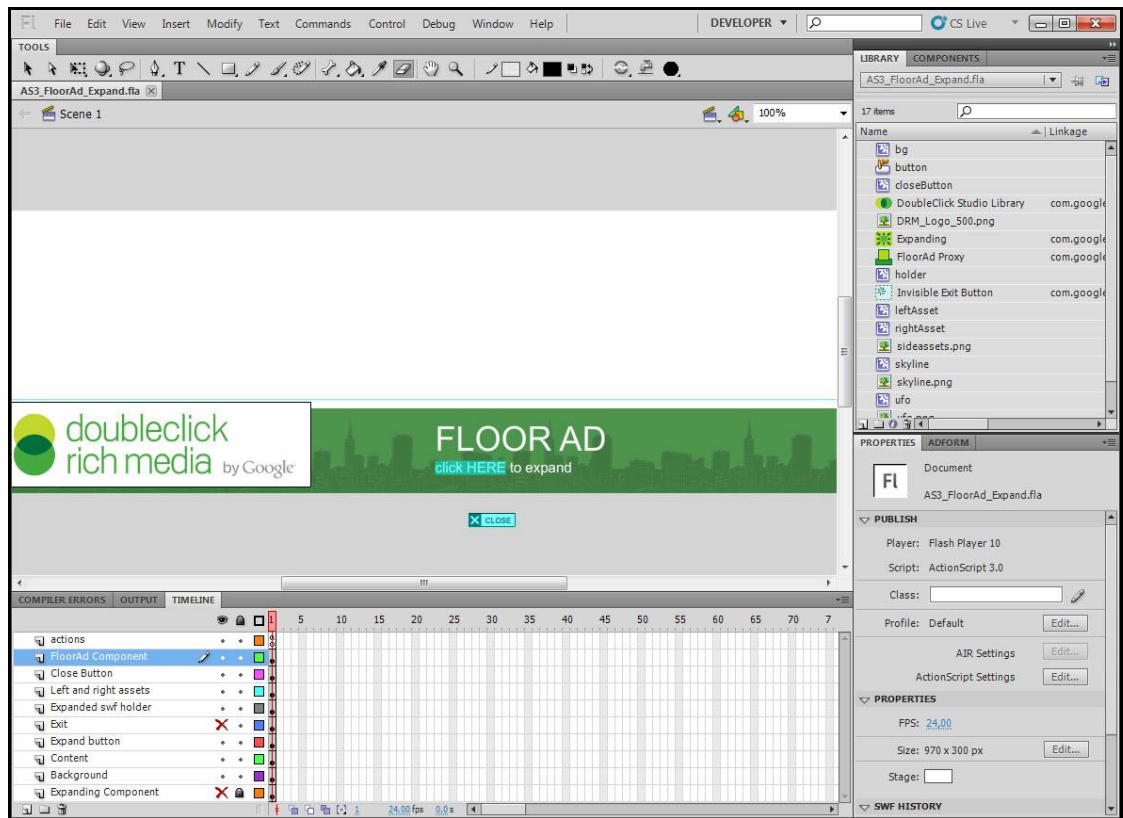 Fl File Edit View Insert Modify Text Commands Control Debug Window Help DEVELOPER CS Live
TOOLS
T
AS3_FloorAd_Expand.fla
Scene 1 100%
doubleclick
rich media by Google
FLOOR AD
click HERE to expand
CLOSE
COMPILER ERRORS OUTPUT TIMELINE
1 5 10 15 20 25 30 35 40 45 50 55 60 65 70 7
actions
FloorAd Component
Close Button
Left and right assets
Expanded swf holder
Exit
Expand button
Content
Background
Expanding Component
1 24,00 fps 0,0 s
LIBRARY COMPONENTS
AS3_FloorAd_Expand.fla
17 items
Name Linkage
bg
button
closeButton
DoubleClick Studio Library com.google
DRM_Logo_500.png
Expanding com.google
FloorAd Proxy com.google
holder
Invisible Exit Button com.google
leftAsset
rightAsset
sideassets.png
skyline
skyline.png
ufo
ufo.png
PROPERTIES ADFORM
Fl
Document
AS3_FloorAd_Expand.fla
PUBLISH
Player: Flash Player 10
Script: ActionScript 3.0
Class:
Profile: Default Edit...
AIR Settings Edit...
ActionScript Settings Edit...
PROPERTIES
FPS: 24,00
Size: 970 x 300 px Edit...
Stage:
SWF HISTORY